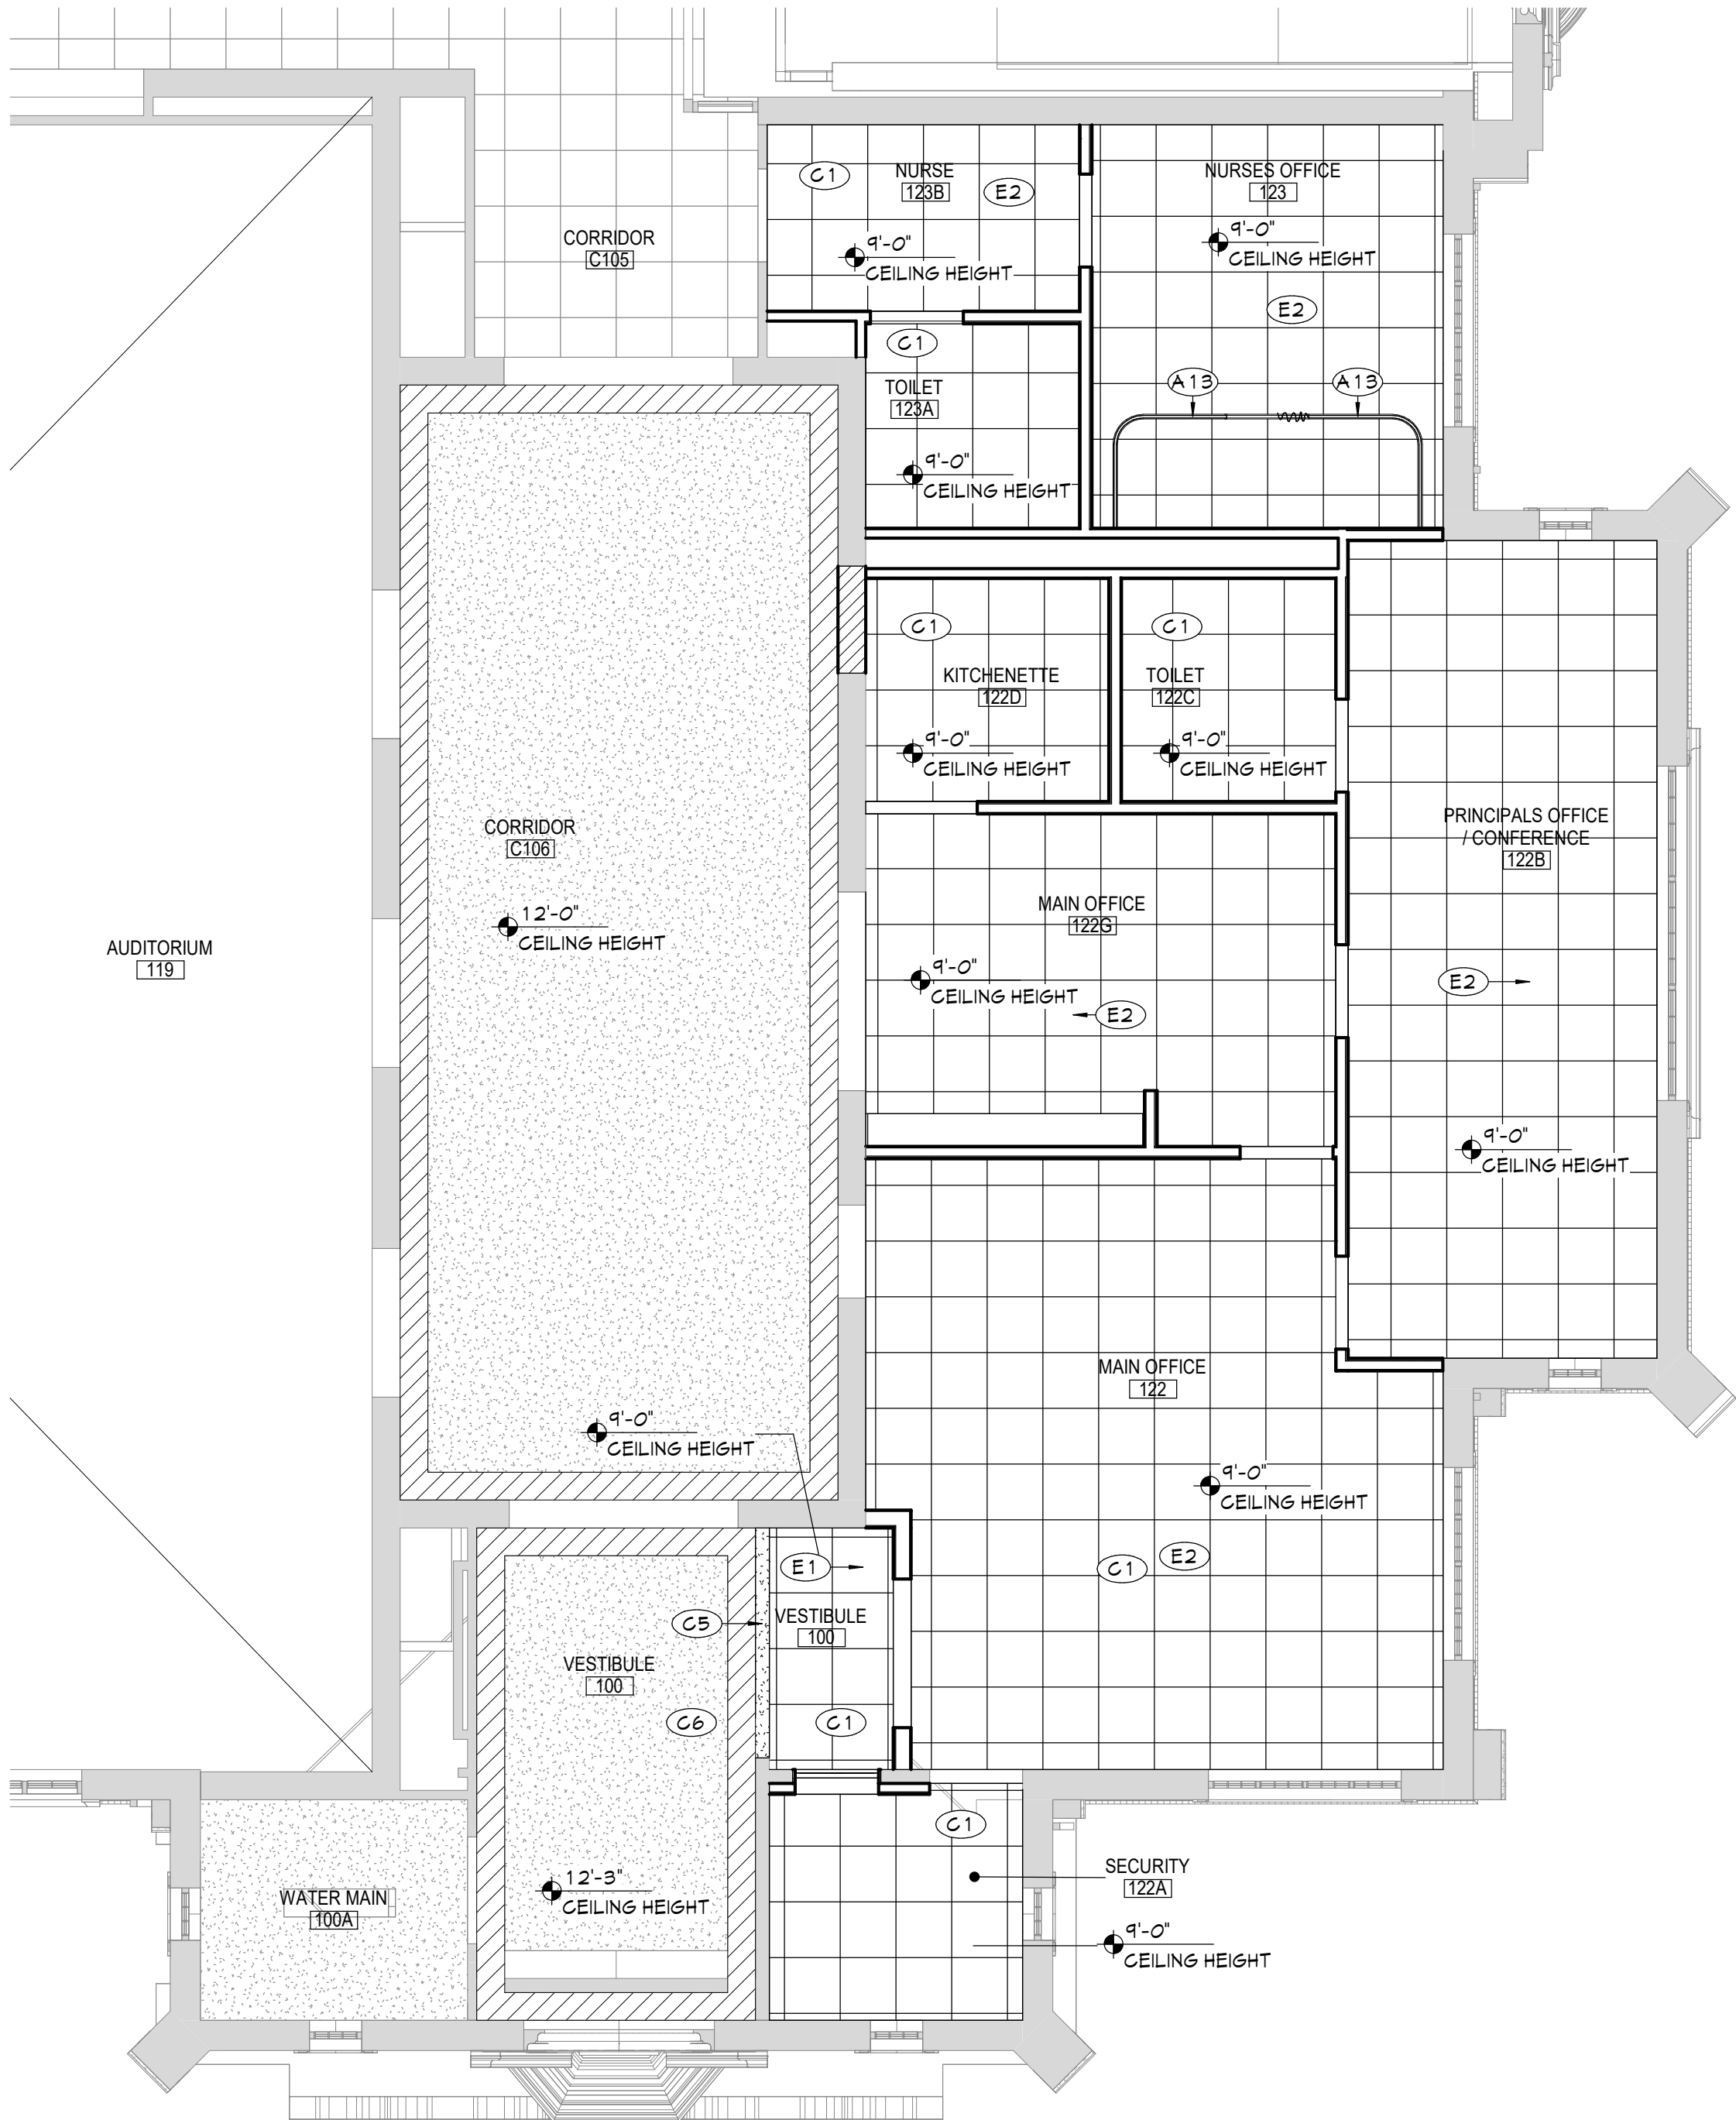 C1
NURSE
123B
E2
9'-0"
CEILING HEIGHT
NURSES OFFICE
123
9'-0"
CEILING HEIGHT
E2
A13
A13
CORRIDOR
C105
C1
TOILET
123A
9'-0"
CEILING HEIGHT
C1
KITCHENETTE
122D
9'-0"
CEILING HEIGHT
C1
TOILET
122C
9'-0"
CEILING HEIGHT
PRINCIPALS OFFICE
/ CONFERENCE
122B
E2
9'-0"
CEILING HEIGHT
CORRIDOR
C106
12'-0"
CEILING HEIGHT
AUDITORIUM
119
MAIN OFFICE
122G
9'-0"
CEILING HEIGHT
E2
MAIN OFFICE
122
9'-0"
CEILING HEIGHT
C1
E2
9'-0"
CEILING HEIGHT
E1
C5
VESTIBULE
100
C1
VESTIBULE
100
C6
12'-3"
CEILING HEIGHT
WATER MAIN
100A
C1
SECURITY
122A
9'-0"
CEILING HEIGHT